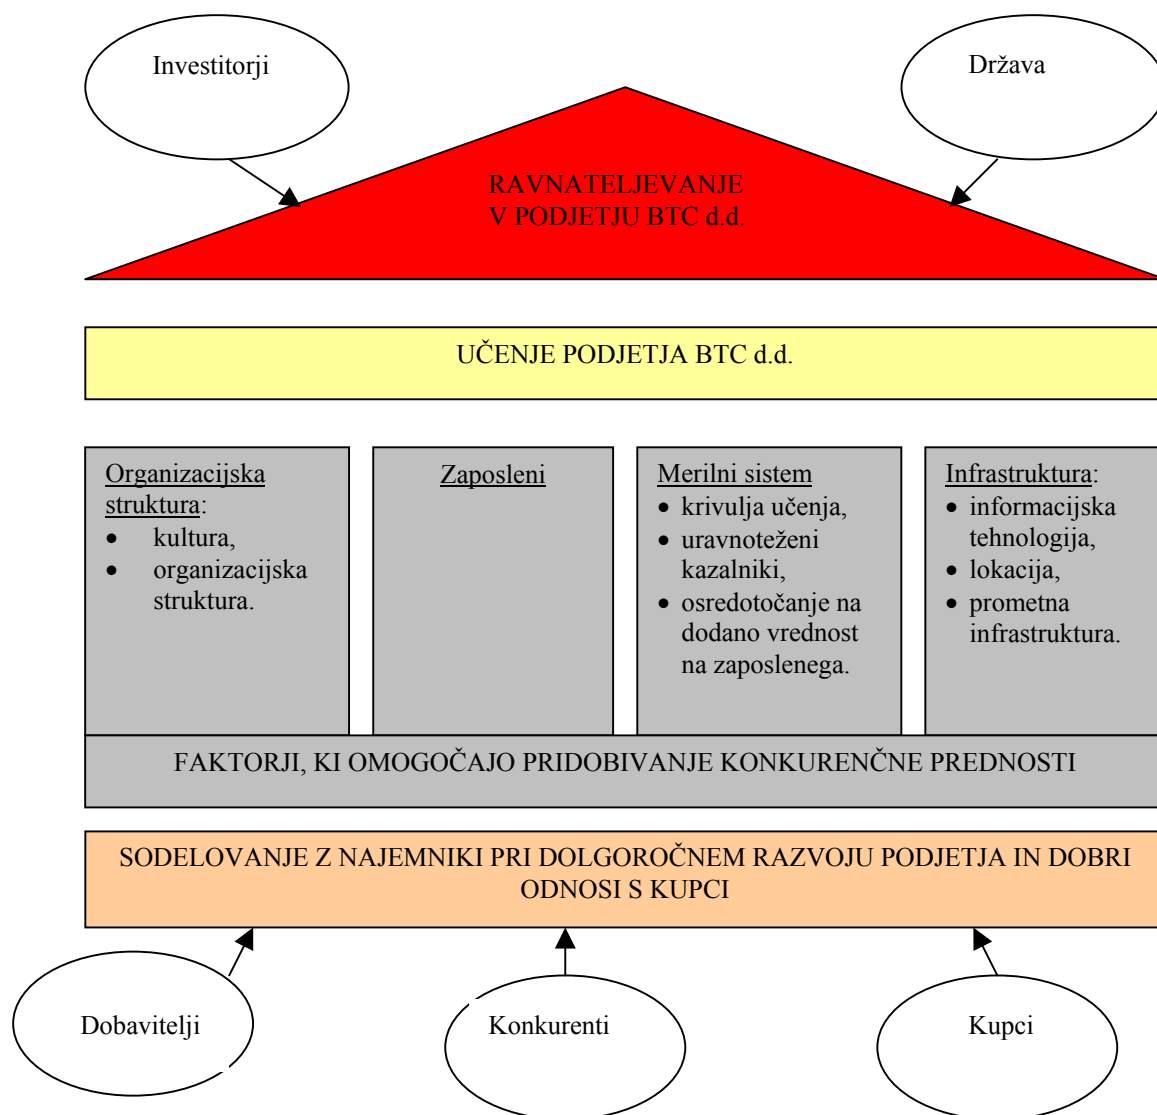 Investitorji
Država
RAVNATELJEVANJE
V PODJETJU BTC d.d.
UČENJE PODJETJA BTC d.d.
Organizacijska
struktura:
• kultura,
• organizacijska
struktura.
Zaposleni
Merilni sistem
• krivulja učenja,
• uravnoteženi
kazalniki,
• osredotočanje na
dodano vrednost
na zaposlenega.
Infrastruktura:
• informacijska
tehnologija,
• lokacija,
• prometna
infrastruktura.
FAKTORJI, KI OMOGOČAJO PRIDOBIVANJE KONKURENČNE PREDNOSTI
SODELOVANJE Z NAJEMNIKI PRI DOLGOROČNEM RAZVOJU PODJETJA IN DOBRI
ODNOSI S KUPCI
Dobavitelji
Konkurenti
Kupci